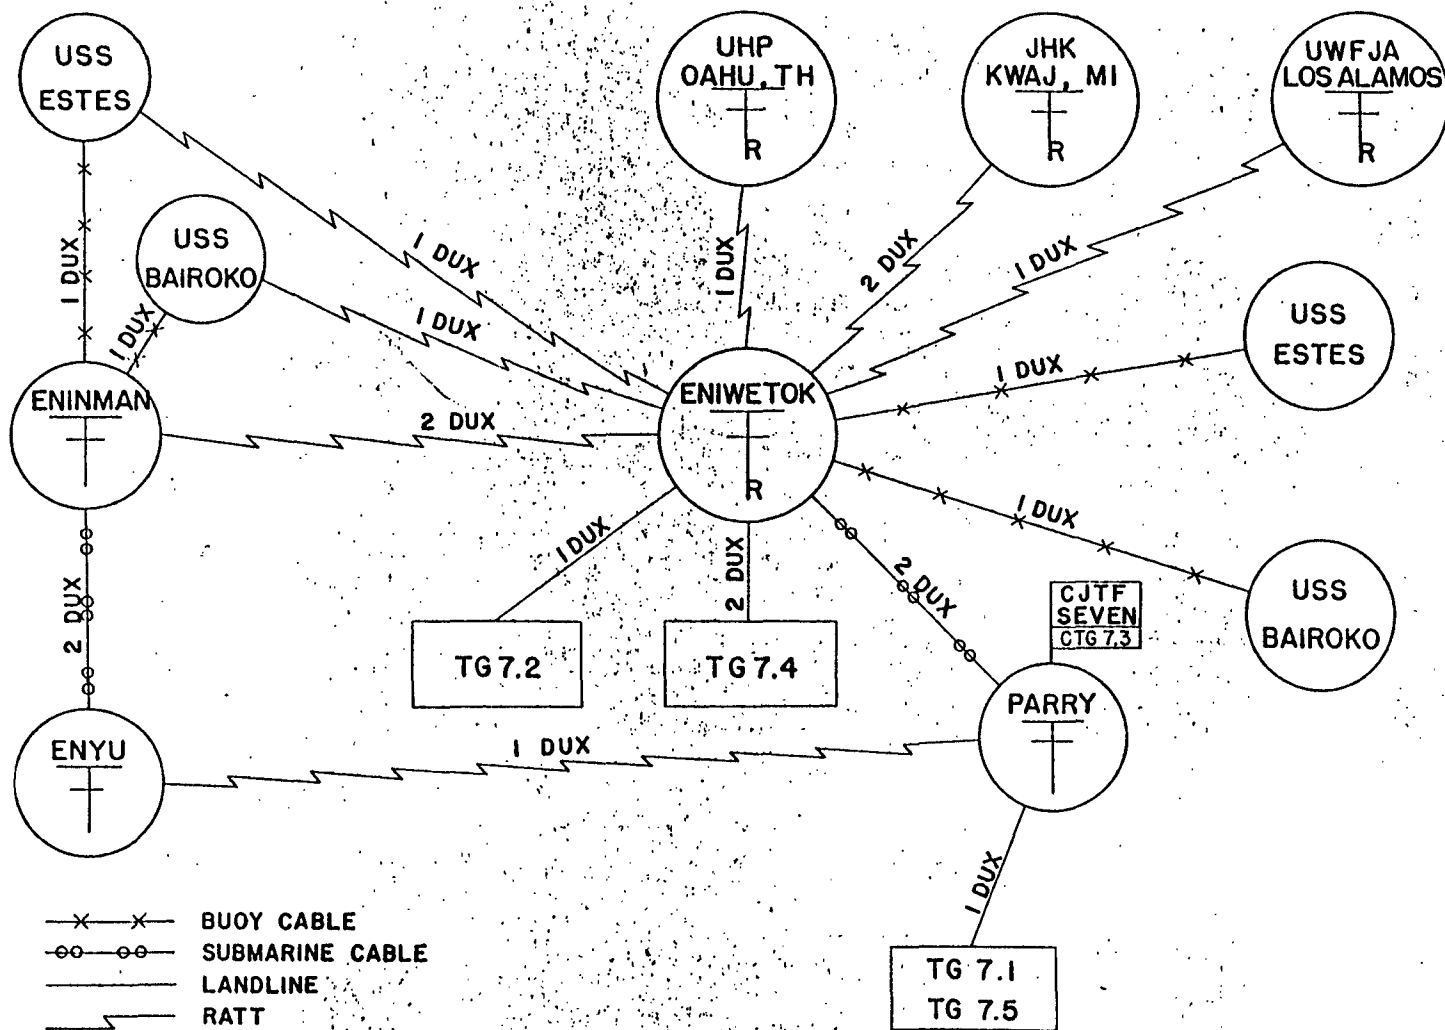 USS
ESTES
UHP
OAHU, TH
R
JHK
KWAJ, MI
R
UWFJA
LOS ALAMOS
R
1 DUX
USS
BAIROKO
1 DUX
1 DUX
1 DUX
1 DUX
2 DUX
1 DUX
USS
ESTES
1 DUX
ENINMAN
2 DUX
ENIWETOK
R
1 DUX
USS
BAIROKO
2 DUX
1 DUX
2 DUX
2 DUX
CJTF
SEVEN
CTG 7.3
TG 7.2
TG 7.4
PARRY
ENYU
1 DUX
1 DUX
TG 7.1
TG 7.5
BUOY CABLE
SUBMARINE CABLE
LANDLINE
RATT